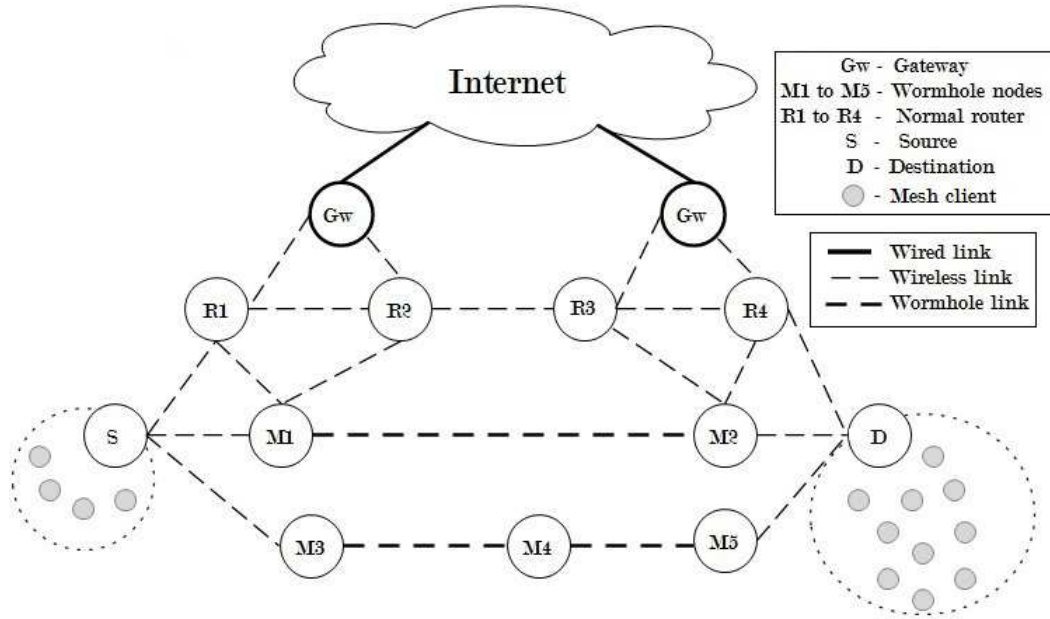 Internet
Gw - Gateway
M1 to M5 - Wormhole nodes
R1 to R4 - Normal router
S - Source
D - Destination
- Mesh client
Gw
Gw
Wired link
Wireless link
Wormhole link
R1
R2
R3
R4
S
M1
M2
D
M3
M4
M5